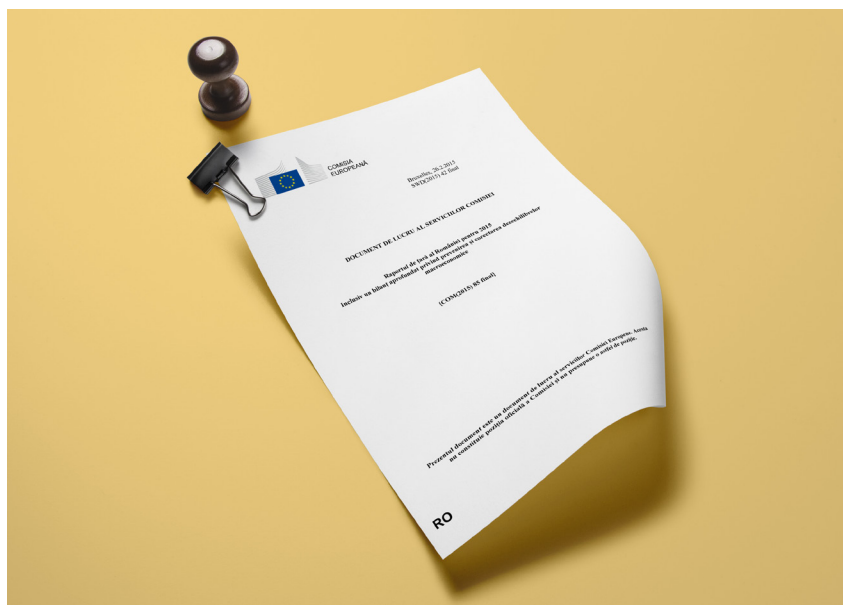 COMISIA
EUROPEANĂ
Bruxelles, 26.2.2015
SWD(2015) 42 final
DOCUMENT DE LUCRU AL SERVICIILOR COMISIEI
Raportul de țară al României pentru 2015
Inclusiv un bilanț aprofundat privind prevenirea și corectarea dezechilibrelor
macroeconomice
{COM(2015) 85 final}
Prezentul document este un document de lucru al serviciilor Comisiei Europene. Acesta
nu constituie poziția oficială a Comisiei și nu presupune o astfel de poziție.
RO